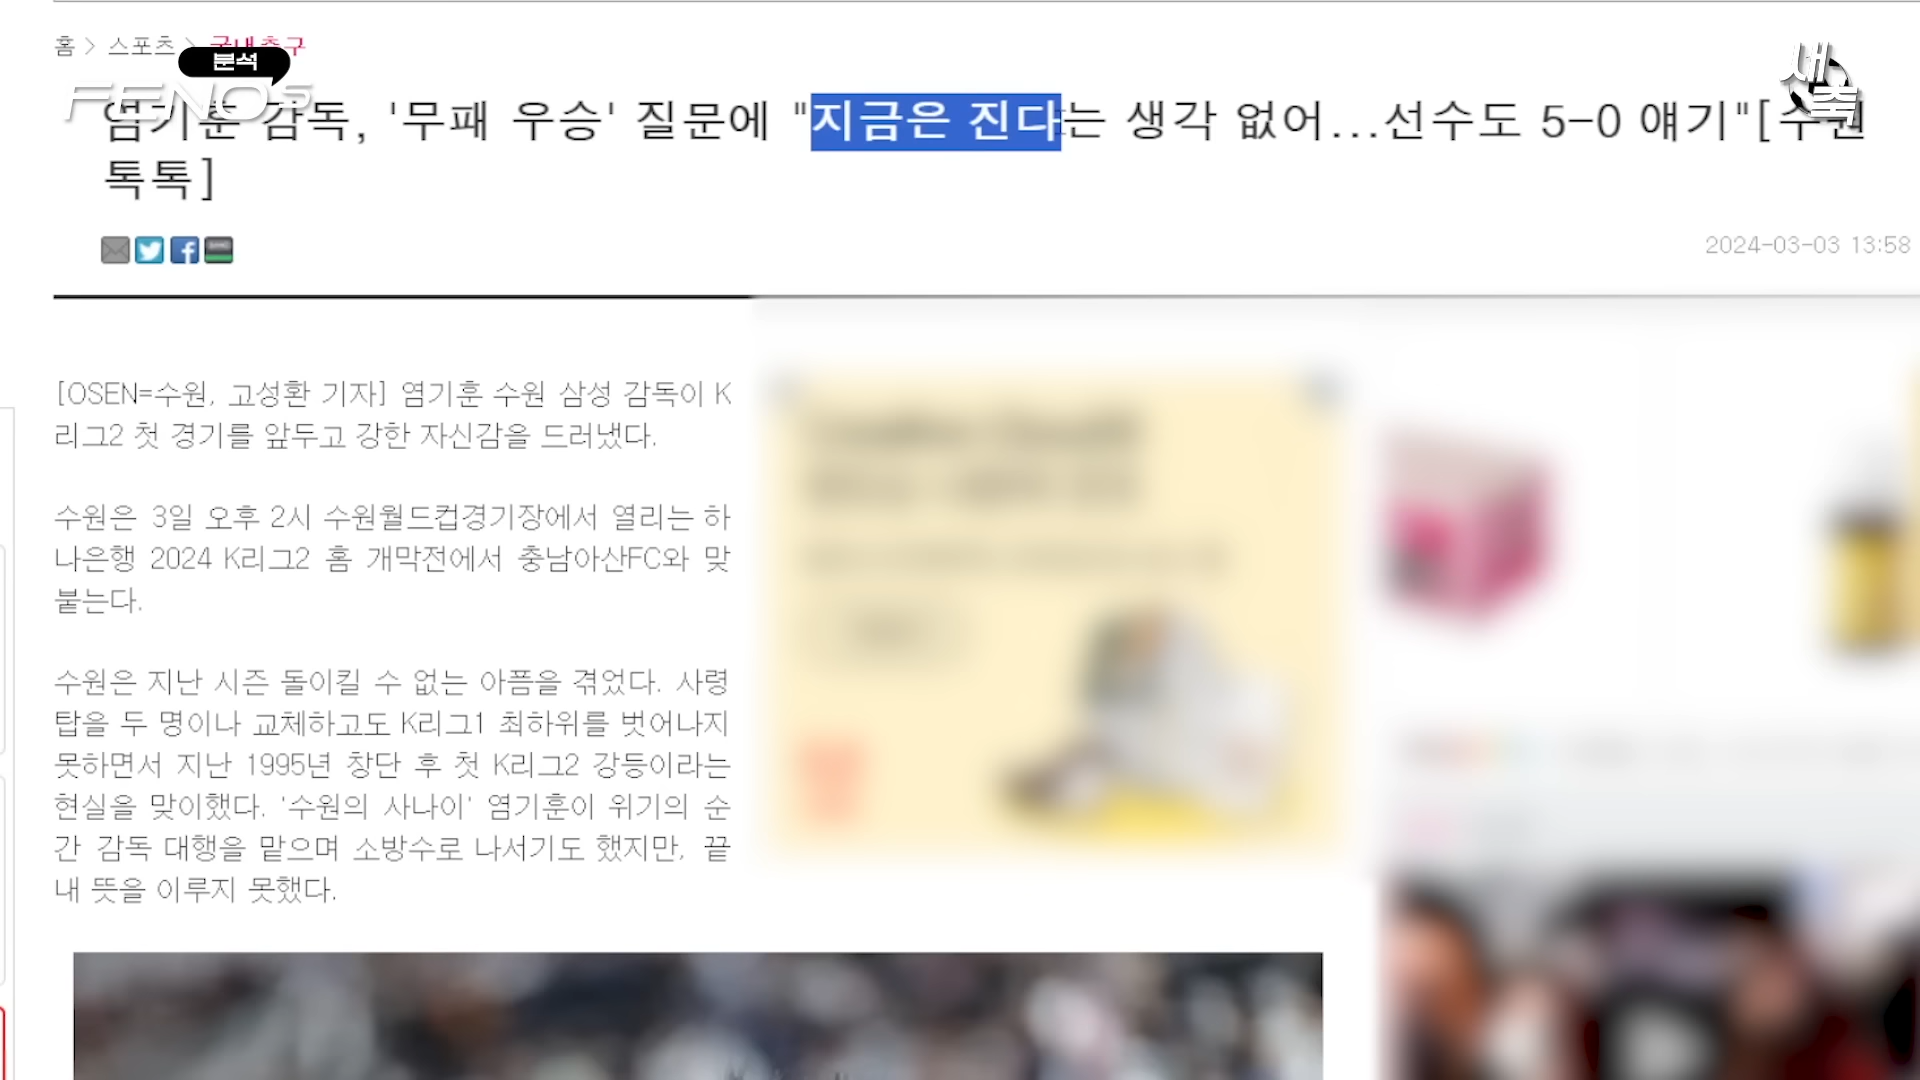 홈 > 스포츠 > 국내축구
분석
FENO's
새축
염기훈 감독, '무패 우승' 질문에 "지금은 진다는 생각 없어...선수도 5-0 얘기"[수원
톡톡]
2024-03-03 13:58
[OSEN=수원, 고성환 기자] 염기훈 수원 삼성 감독이 K
리그2 첫 경기를 앞두고 강한 자신감을 드러냈다.
수원은 3일 오후 2시 수원월드컵경기장에서 열리는 하
나은행 2024 K리그2 홈 개막전에서 충남아산FC와 맞
붙는다.
수원은 지난 시즌 돌이킬 수 없는 아픔을 겪었다. 사령
탑을 두 명이나 교체하고도 K리그1 최하위를 벗어나지
못하면서 지난 1995년 창단 후 첫 K리그2 강등이라는
현실을 맞이했다. '수원의 사나이' 염기훈이 위기의 순
간 감독 대행을 맡으며 소방수로 나서기도 했지만, 끝
내 뜻을 이루지 못했다.